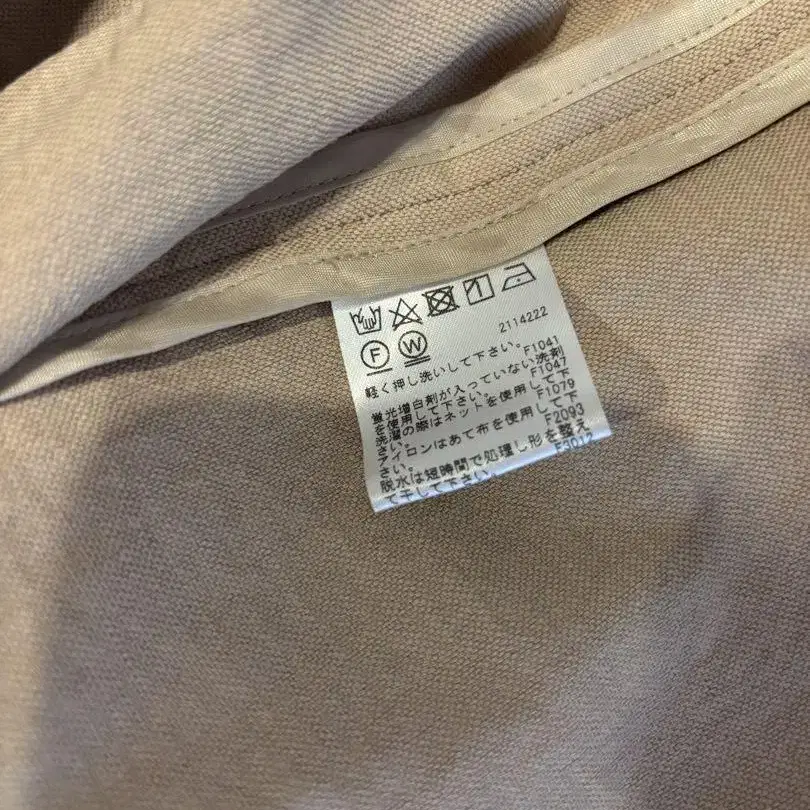 2114222
F W
軽く押し洗いして下さい。F1041
蛍光増白剤が入っていない洗剤
を使用して下さい。 F1047
洗濯の際はネットを使用して下
さい。 F1079
アイロンはあて布を使用して下
さい。 F2093
脱水は短時間で処理し形を整え
て干して下さい。 F3012